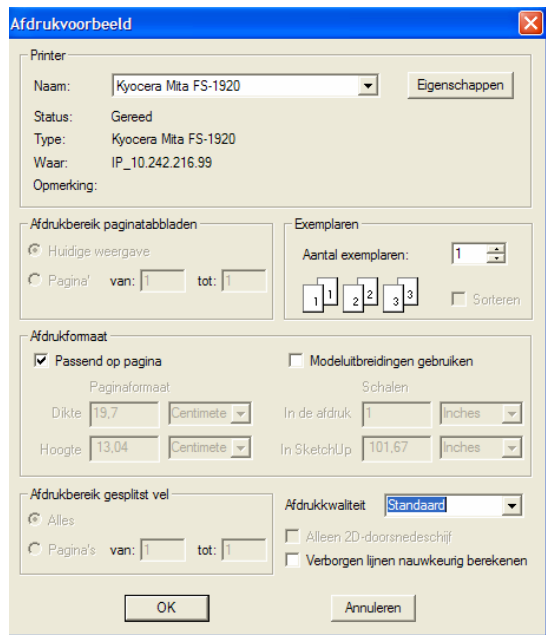 Afdrukvoorbeeld
Printer
Naam: Kyocera Mita FS-1920 Eigenschappen
Status: Gereed
Type: Kyocera Mita FS-1920
Waar: IP_10.242.216.99
Opmerking:
Afdrukbereik paginatabbladen
Huidige weergave
Pagina' van: 1 tot: 1
Exemplaren
Aantal exemplaren: 1
1 1 2 2 3 3 Sorteren
Afdrukformaat
Passend op pagina Modeluitbreidingen gebruiken
Paginaformaat Schalen
Dikte 19,7 Centimete In de afdruk 1 Inches
Hoogte 13,04 Centimete In SketchUp 101,67 Inches
Afdrukbereik gesplitst vel
Alles
Pagina's van: 1 tot: 1
Afdrukkwaliteit Standaard
Alleen 2D-doorsnedeschijf
Verborgen lijnen nauwkeurig berekenen
OK Annuleren